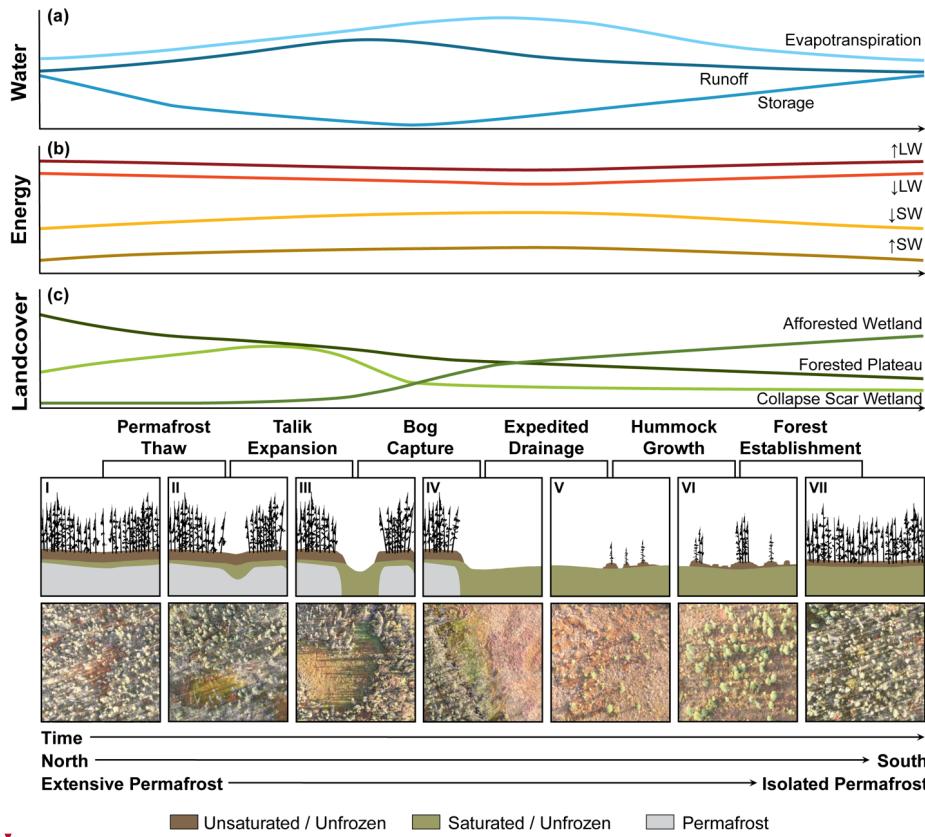 (a)
Water
Evapotranspiration
Runoff
Storage
(b)
Energy
↑LW
↓LW
↓SW
↑SW
(c)
Landcover
Afforested Wetland
Forested Plateau
Collapse Scar Wetland
Permafrost
Thaw
Talik
Expansion
Bog
Capture
Expedited
Drainage
Hummock
Growth
Forest
Establishment
I
II
III
IV
V
VI
VII
Time
North
South
Extensive Permafrost
Isolated Permafrost
Unsaturated / Unfrozen
Saturated / Unfrozen
Permafrost